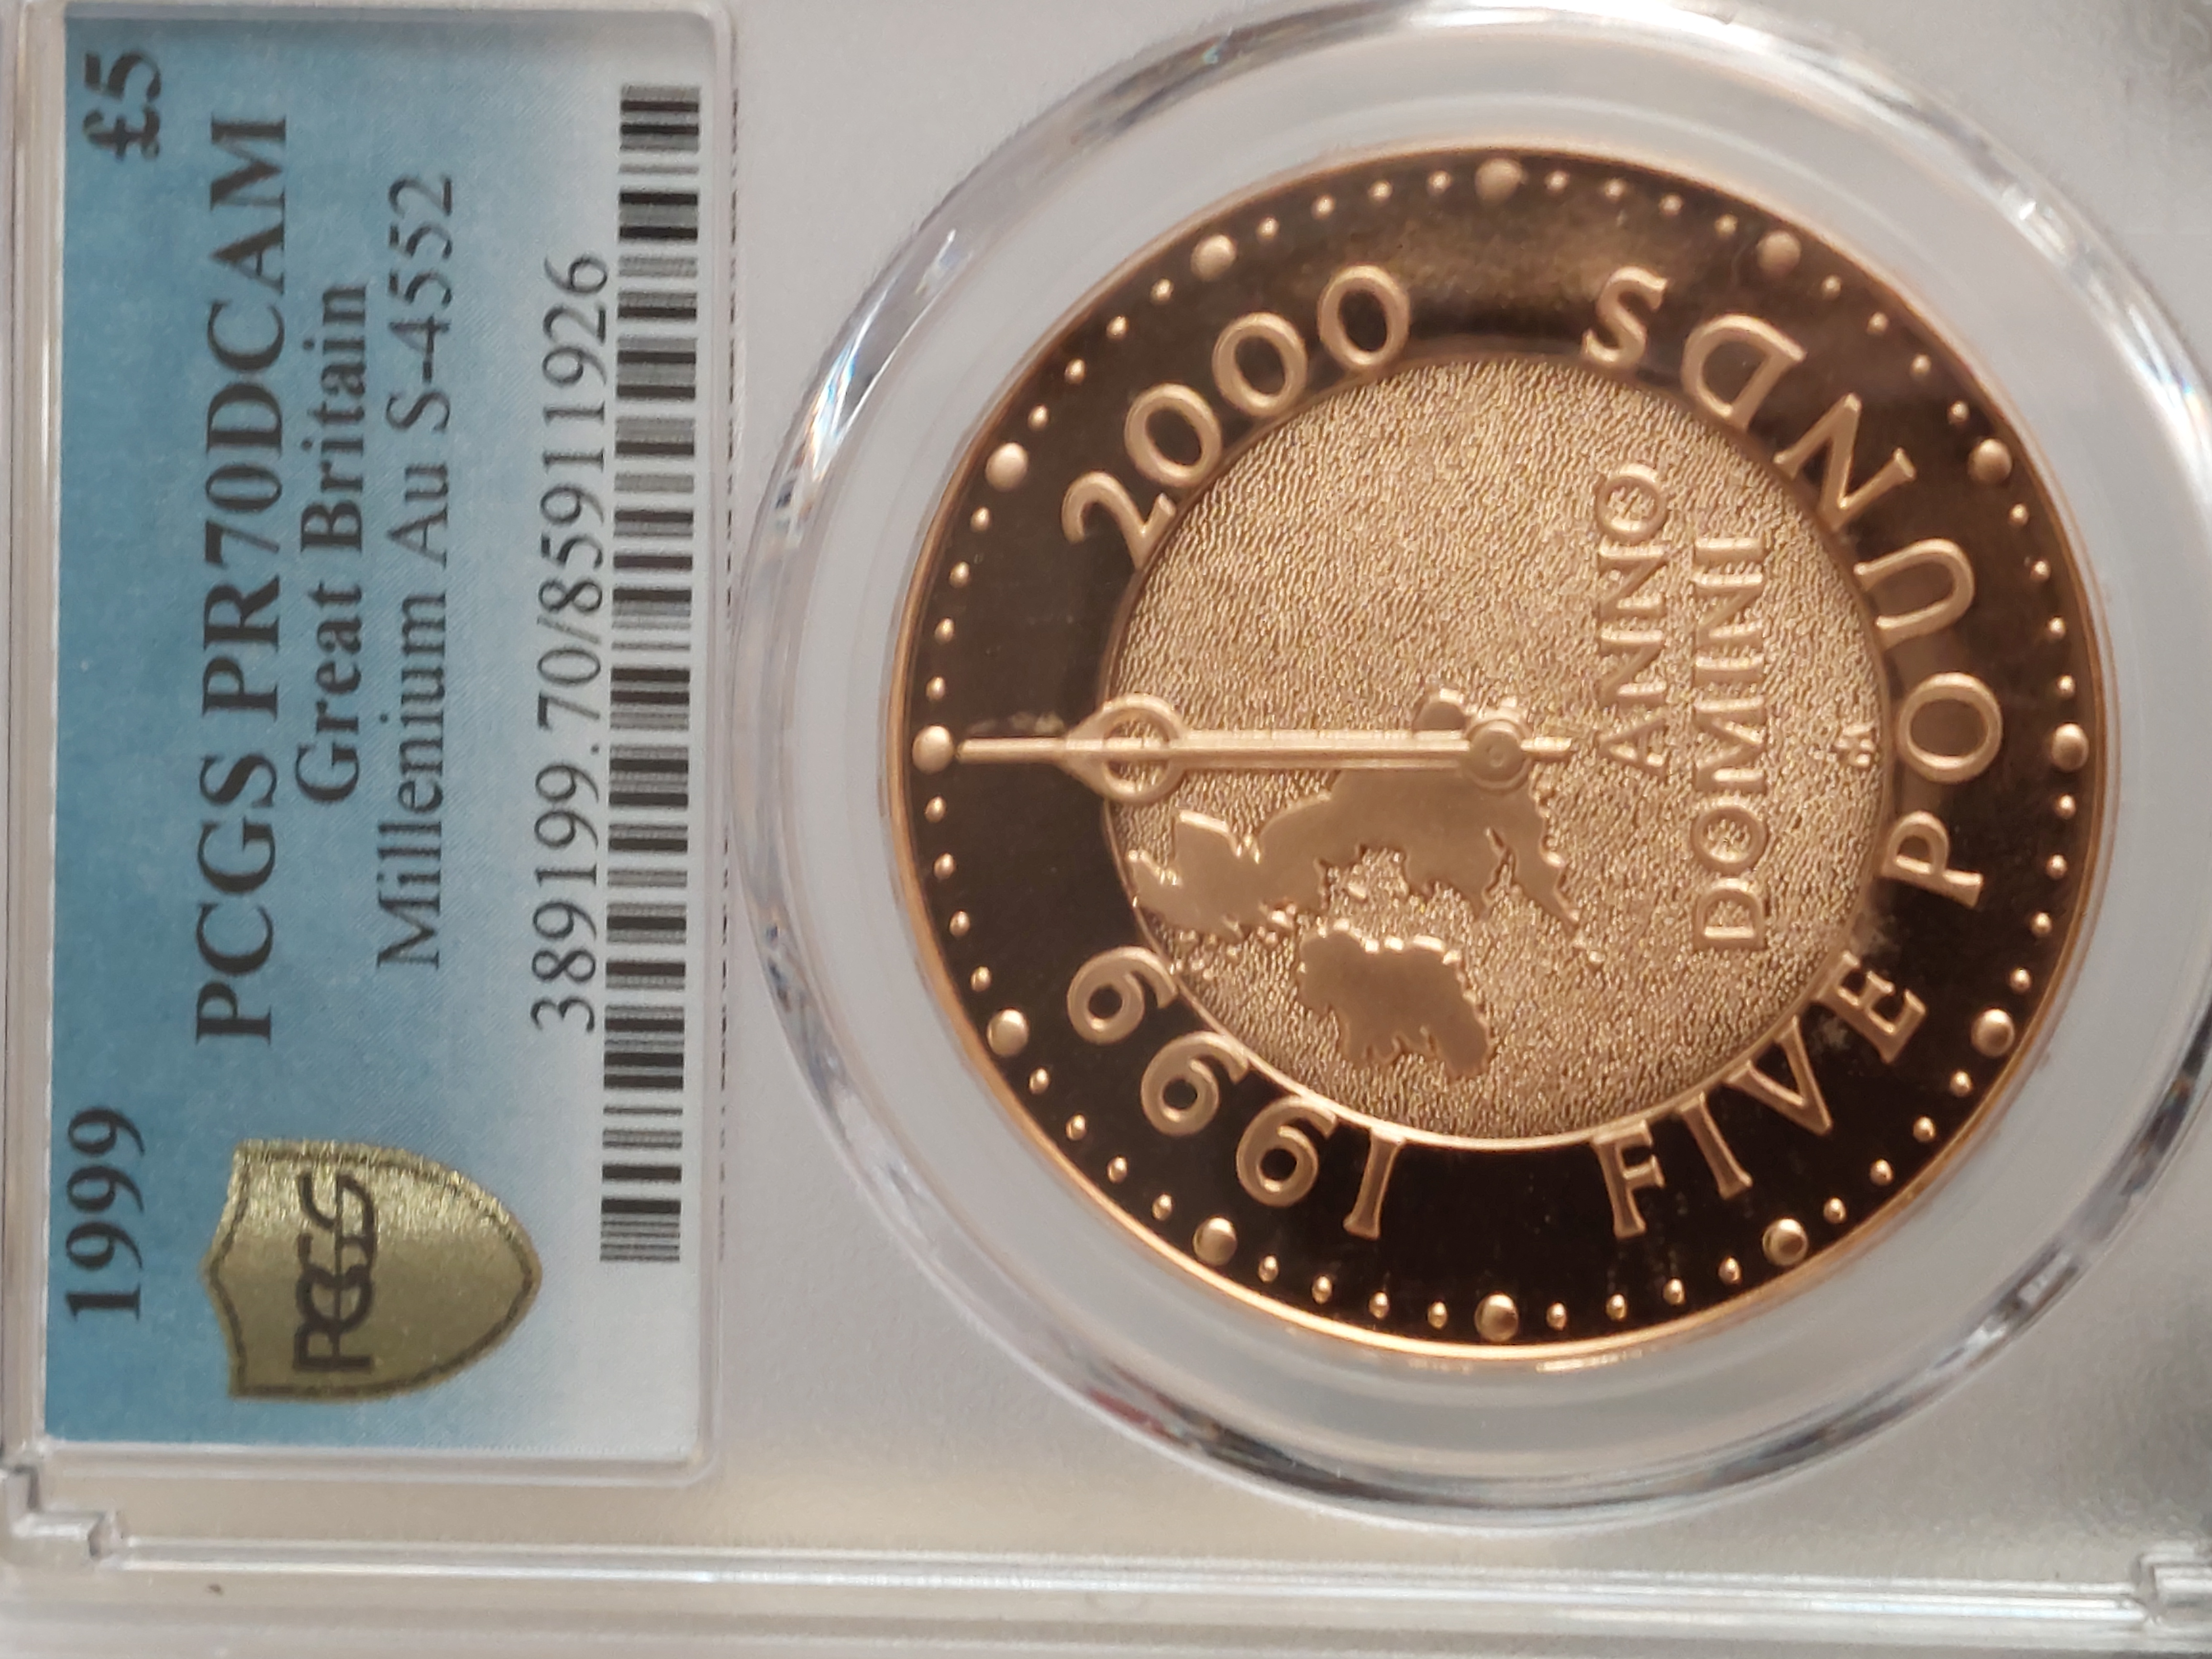 1999 £5
PCGS PR70DCAM
Great Britain
Millenium Au S-4552
389199.70/85911926
PCGS
1999 2000
ANNO
DOMINI
FIVE POUNDS